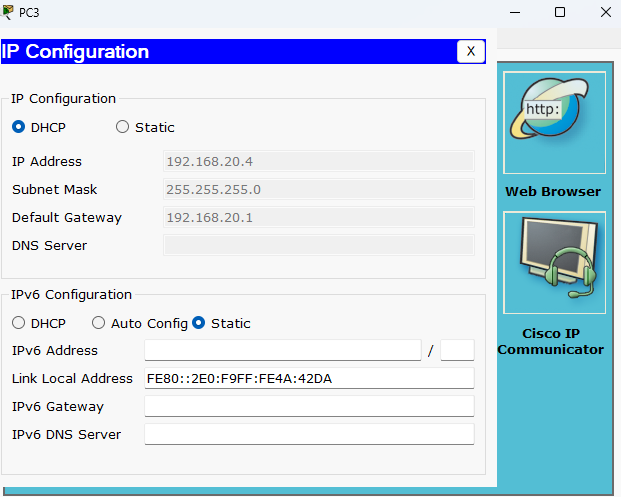 PC3
IP Configuration
X
IP Configuration
DHCP Static
IP Address 192.168.20.4
Subnet Mask 255.255.255.0
Default Gateway 192.168.20.1
DNS Server
IPv6 Configuration
DHCP Auto Config Static
IPv6 Address /
Link Local Address FE80::2E0:F9FF:FE4A:42DA
IPv6 Gateway
IPv6 DNS Server
http:
Web Browser
Cisco IP
Communicator